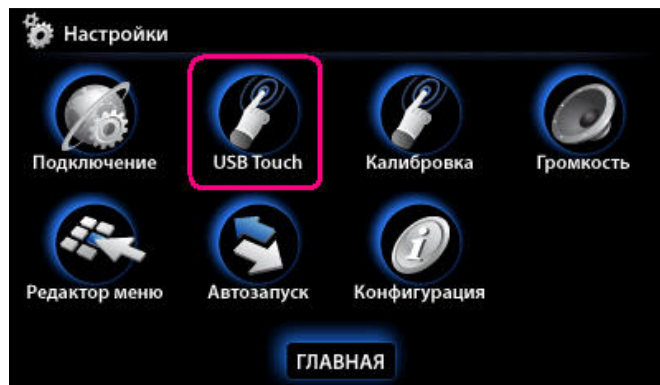 Настройки
Подключение
USB Touch
Калибровка
Громкость
Редактор меню
Автозапуск
Конфигурация
ГЛАВНАЯ